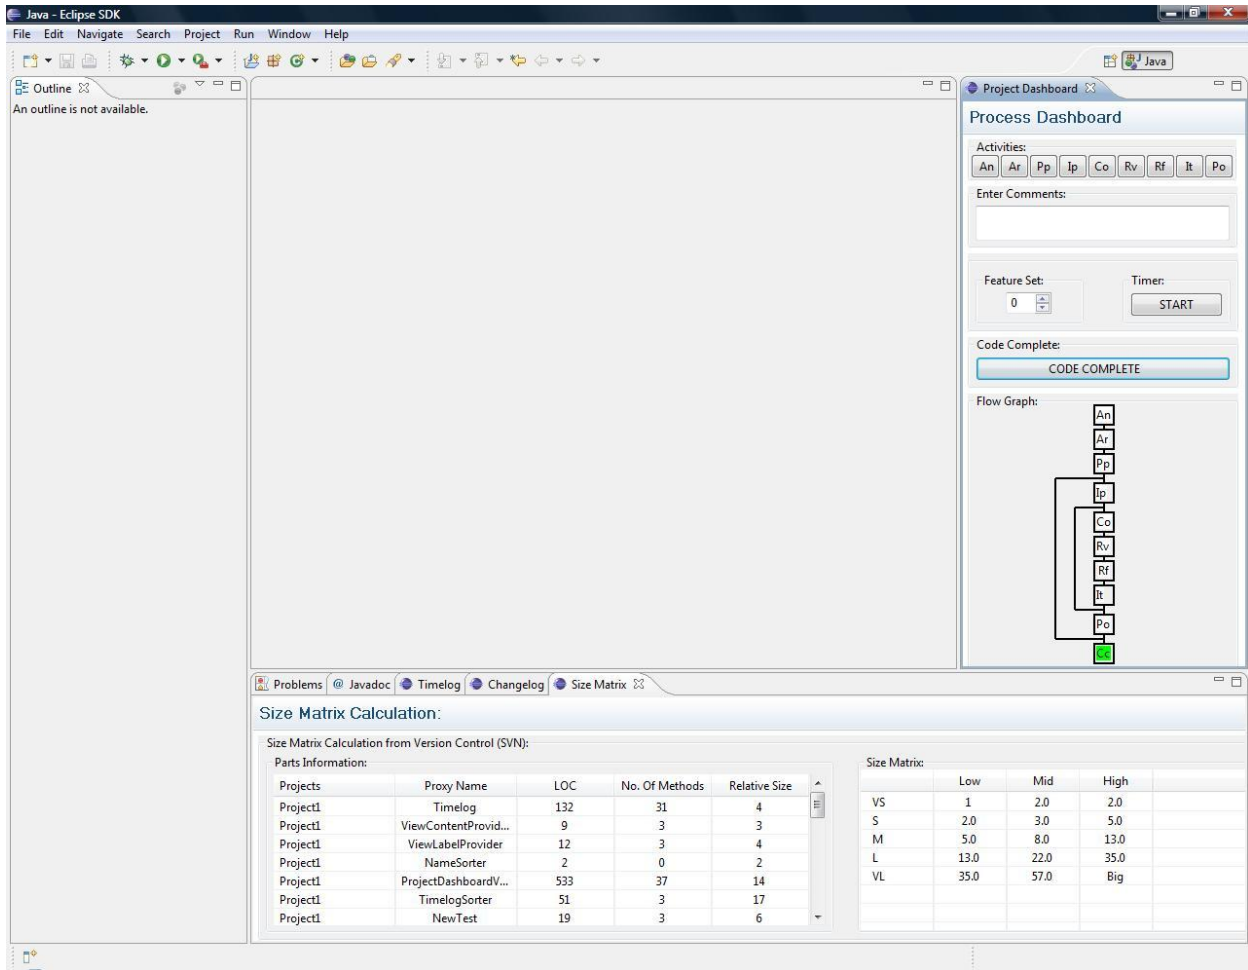 Java - Eclipse SDK
File Edit Navigate Search Project Run Window Help
Java
Outline
An outline is not available.
Project Dashboard
Process Dashboard
Activities:
An Ar Pp Ip Co Rv Rf It Po
Enter Comments:
Feature Set:
Timer:
0
START
Code Complete:
CODE COMPLETE
Flow Graph:
An
Ar
Pp
Ip
Co
Rv
Rf
It
Po
Cc
Problems @ Javadoc Timelog Changelog Size Matrix
Size Matrix Calculation:
Size Matrix Calculation from Version Control (SVN):
Parts Information:
Projects Proxy Name LOC No. Of Methods Relative Size
Project1 Timelog 132 31 4
Project1 ViewContentProvid... 9 3 3
Project1 ViewLabelProvider 12 3 4
Project1 NameSorter 2 0 2
Project1 ProjectDashboardV... 533 37 14
Project1 TimelogSorter 51 3 17
Project1 NewTest 19 3 6
Size Matrix:
Low Mid High
VS 1 2.0 2.0
S 2.0 3.0 5.0
M 5.0 8.0 13.0
L 13.0 22.0 35.0
VL 35.0 57.0 Big